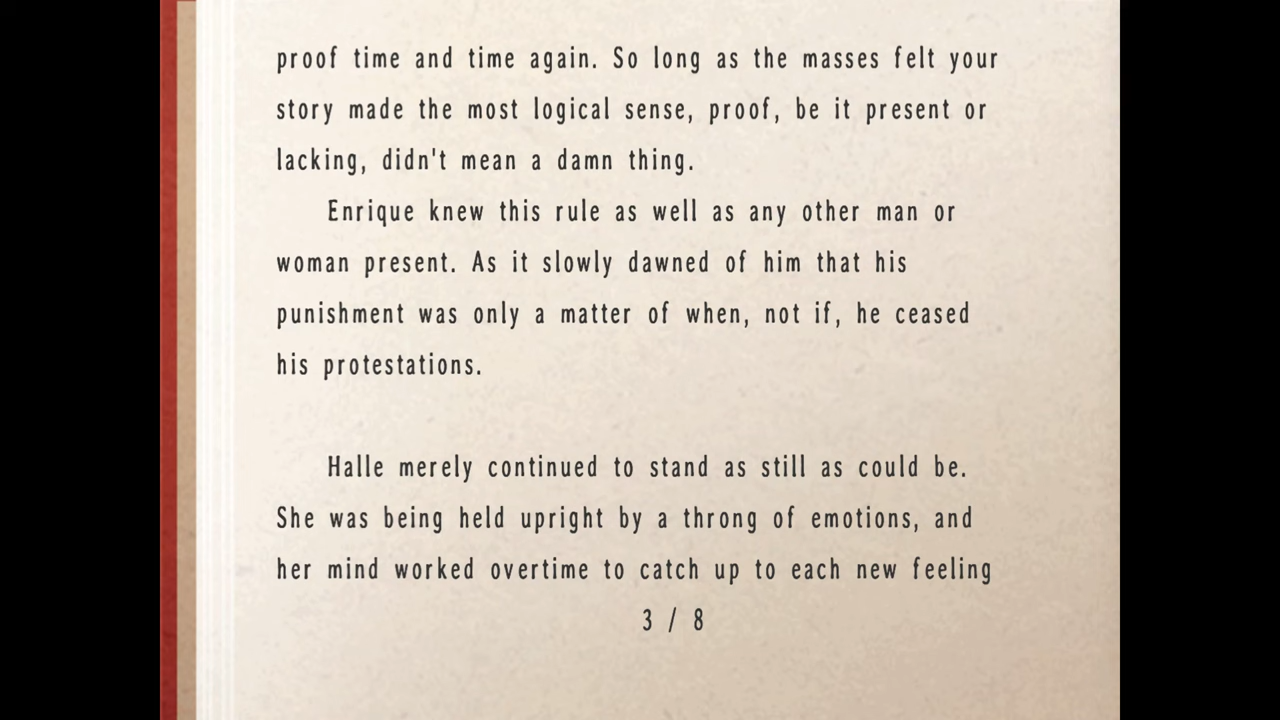 proof time and time again. So long as the masses felt your
story made the most logical sense, proof, be it present or
lacking, didn't mean a damn thing.
Enrique knew this rule as well as any other man or
woman present. As it slowly dawned of him that his
punishment was only a matter of when, not if, he ceased
his protestations.
Halle merely continued to stand as still as could be.
She was being held upright by a throng of emotions, and
her mind worked overtime to catch up to each new feeling
3 / 8